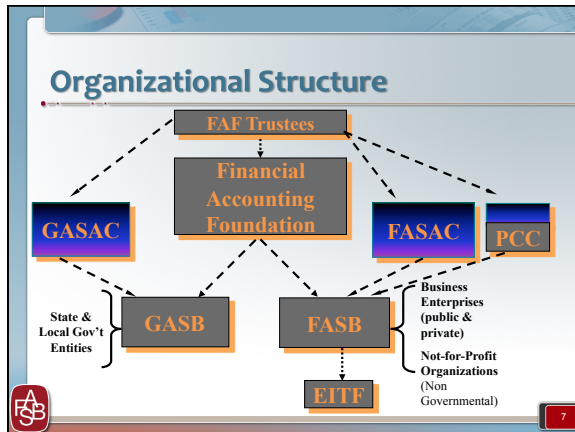 Organizational Structure
FAF Trustees
Financial
Accounting
Foundation
GASAC
FASAC
PCC
State &
Local Gov't
Entities
GASB
FASB
Business
Enterprises
(public &
private)
Not-for-Profit
Organizations
(Non
Governmental)
EITF
FASB
7